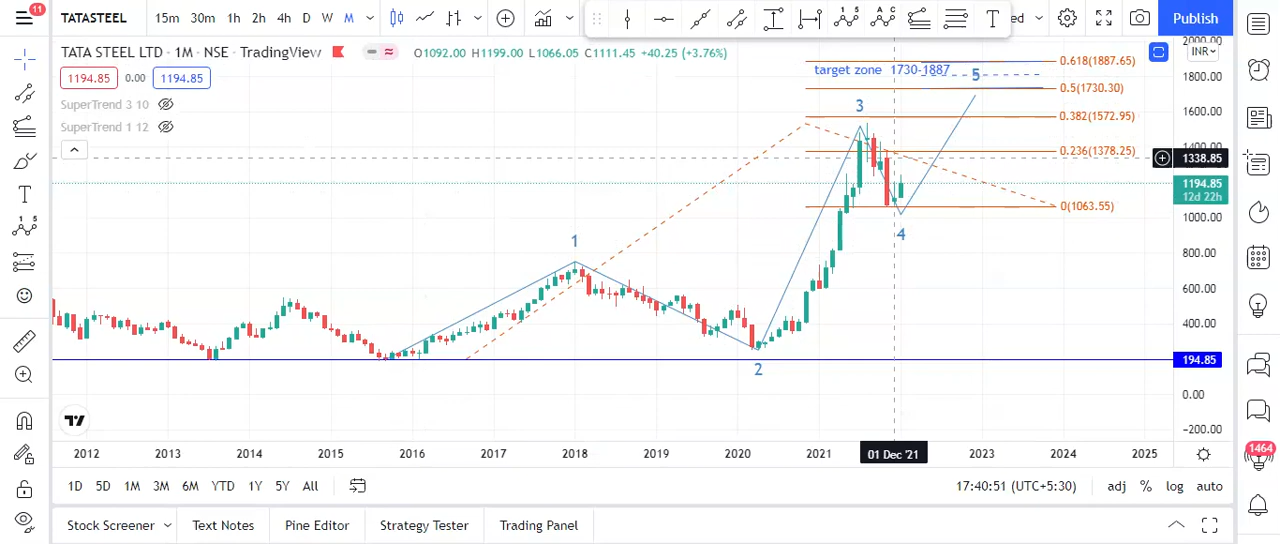 11
TATASTEEL
15m 30m 1h 2h 4h D W M
Publish
TATA STEEL LTD · 1M · NSE · TradingView
O1092.00 H1199.00 L1066.05 C1111.45 +40.25 (+3.76%)
1194.85 0.00 1194.85
SuperTrend 3 10
SuperTrend 1 12
target zone 1730-1887
0.618(1887.65)
0.5(1730.30)
0.382(1572.95)
0.236(1378.25)
0(1063.55)
1
2
3
4
5
2000.00
INR
1800.00
1600.00
1400.00
1338.85
1194.85
12d 22h
1000.00
800.00
600.00
400.00
194.85
0.00
−200.00
2012 2013 2014 2015 2016 2017 2018 2019 2020 2021 01 Dec '21 2023 2024 2025
1D 5D 1M 3M 6M YTD 1Y 5Y All
17:40:51 (UTC+5:30) adj % log auto
Stock Screener Text Notes Pine Editor Strategy Tester Trading Panel
1464